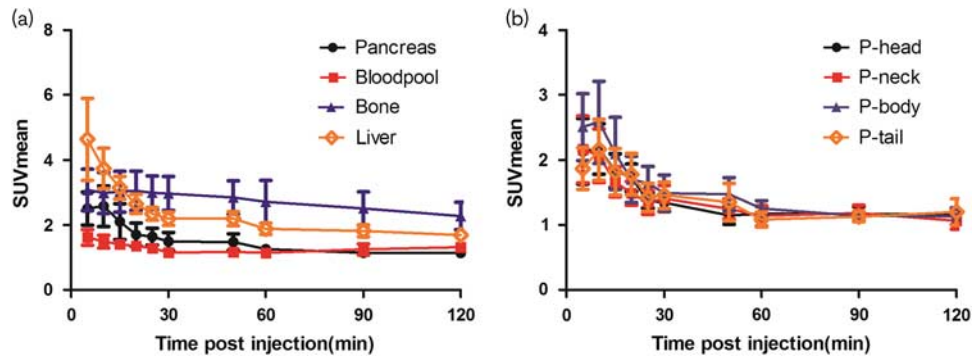 (a)
8
6
4
2
0
SUVmean
Pancreas
Bloodpool
Bone
Liver
0 30 60 90 120
Time post injection(min)
(b)
4
3
2
1
0
SUVmean
P-head
P-neck
P-body
P-tail
0 30 60 90 120
Time post injection(min)